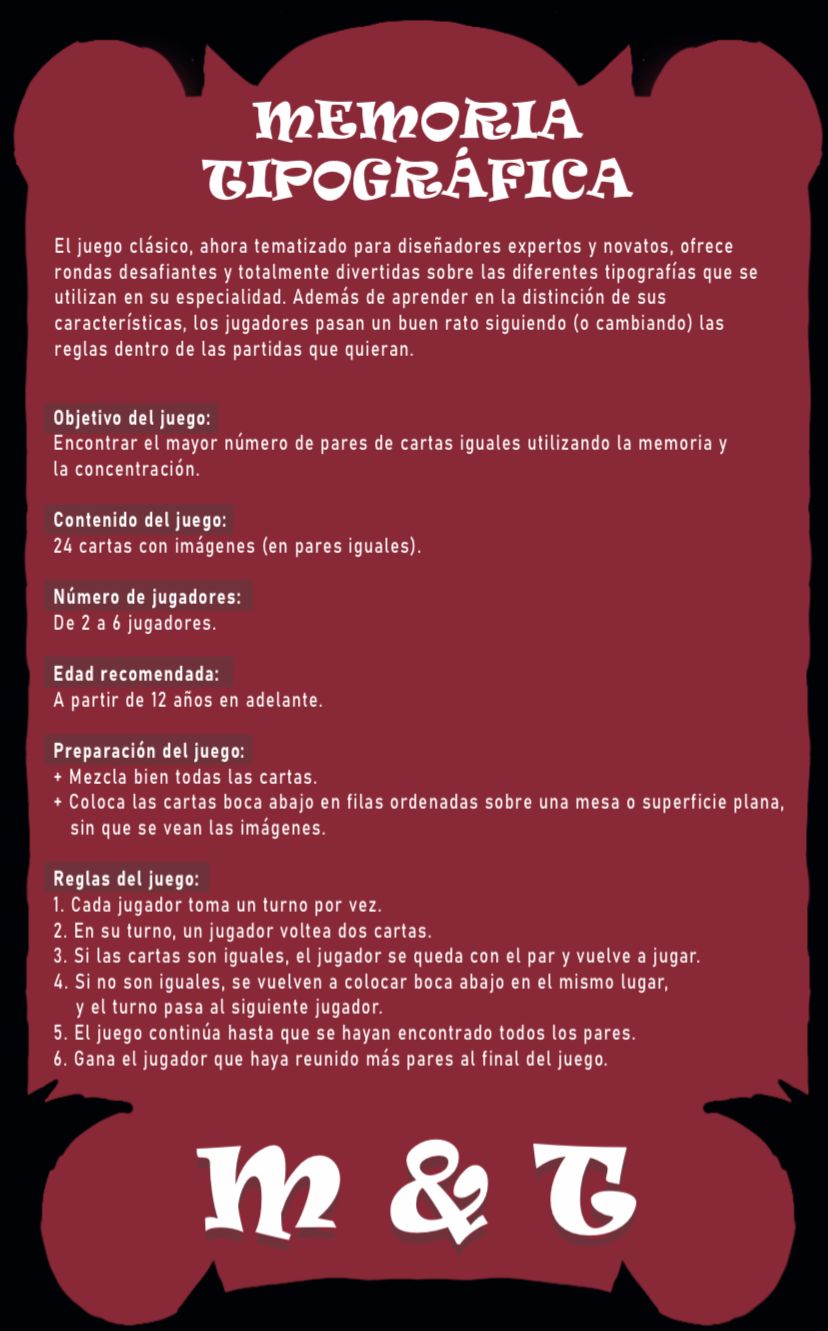 MEMORIA
TIPOGRÁFICA
El juego clásico, ahora tematizado para diseñadores expertos y novatos, ofrece
rondas desafiantes y totalmente divertidas sobre las diferentes tipografías que se
utilizan en su especialidad. Además de aprender en la distinción de sus
características, los jugadores pasan un buen rato siguiendo (o cambiando) las
reglas dentro de las partidas que quieran.
Objetivo del juego:
Encontrar el mayor número de pares de cartas iguales utilizando la memoria y
la concentración.
Contenido del juego:
24 cartas con imágenes (en pares iguales).
Número de jugadores:
De 2 a 6 jugadores.
Edad recomendada:
A partir de 12 años en adelante.
Preparación del juego:
+ Mezcla bien todas las cartas.
+ Coloca las cartas boca abajo en filas ordenadas sobre una mesa o superficie plana,
sin que se vean las imágenes.
Reglas del juego:
1. Cada jugador toma un turno por vez.
2. En su turno, un jugador voltea dos cartas.
3. Si las cartas son iguales, el jugador se queda con el par y vuelve a jugar.
4. Si no son iguales, se vuelven a colocar boca abajo en el mismo lugar,
y el turno pasa al siguiente jugador.
5. El juego continúa hasta que se hayan encontrado todos los pares.
6. Gana el jugador que haya reunido más pares al final del juego.
M & T